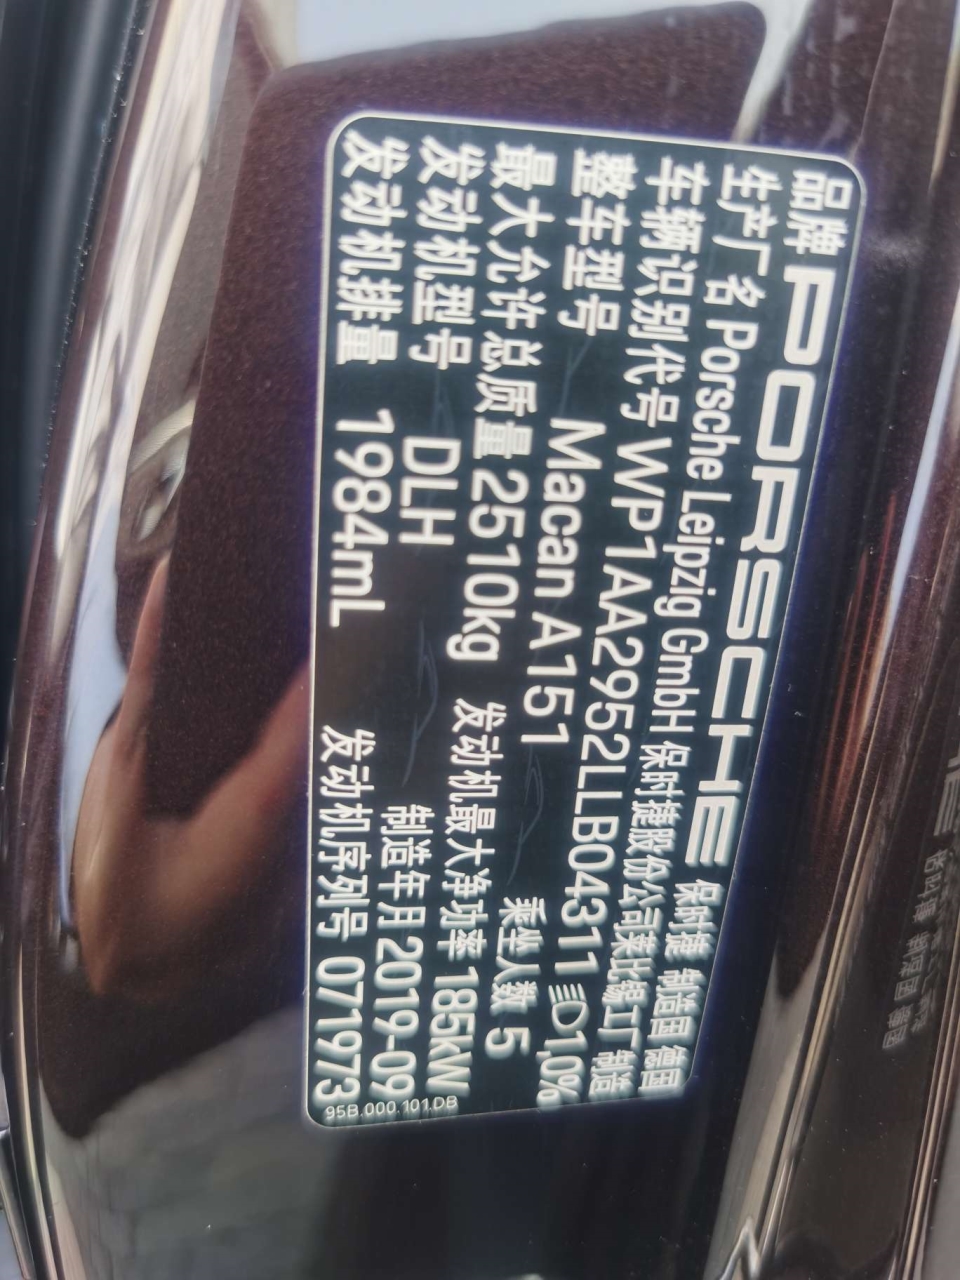 品牌 PORSCHE 保时捷 制造国 德国
生产厂名 Porsche Leipzig GmbH 保时捷股份公司莱比锡工厂制造
车辆识别代号 WP1AA2952LLB04311 1,0%
整车型号 Macan A151 乘坐人数 5
最大允许总质量 2510kg 发动机最大净功率 185kW
发动机型号 DLH 制造年月 2019-09
发动机排量 1984mL 发动机序列号 071973
95B.000.101.DB